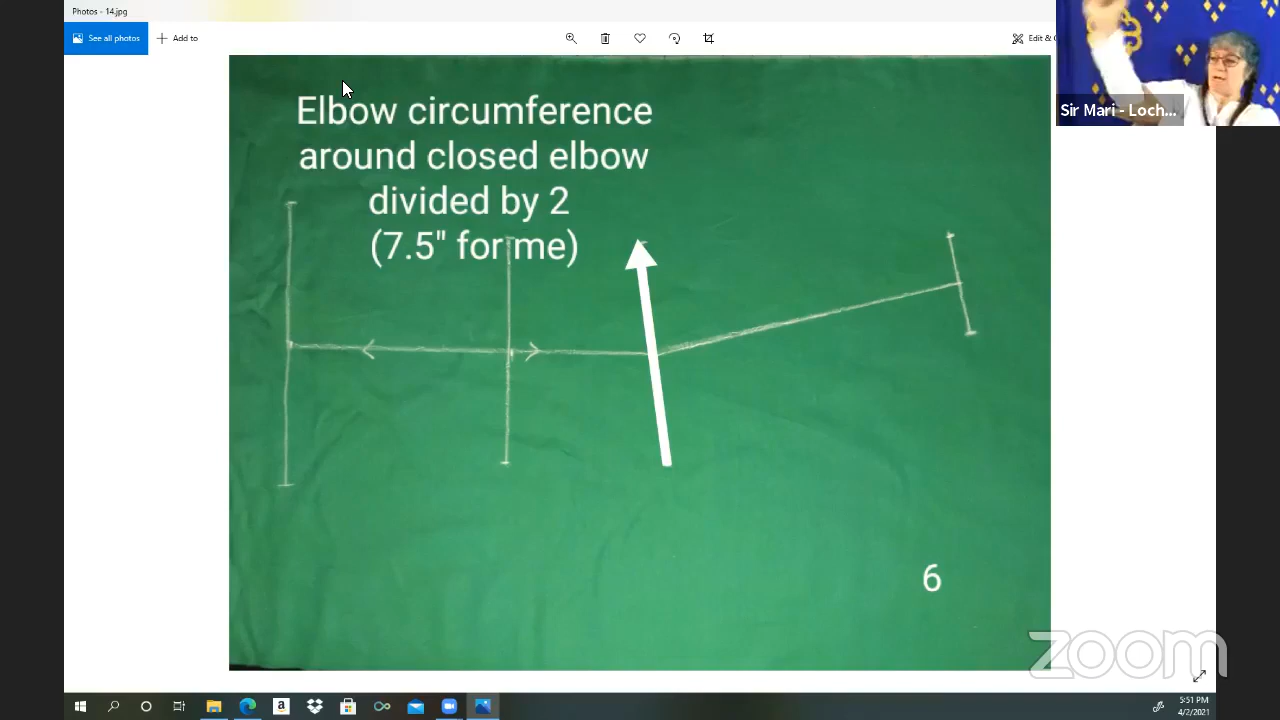 Photos - 14.jpg
See all photos
Add to
Edit & C
Sir Mari - Loch...
Elbow circumference
around closed elbow
divided by 2
(7.5" for me)
6
zoom
5:51 PM
4/2/2021